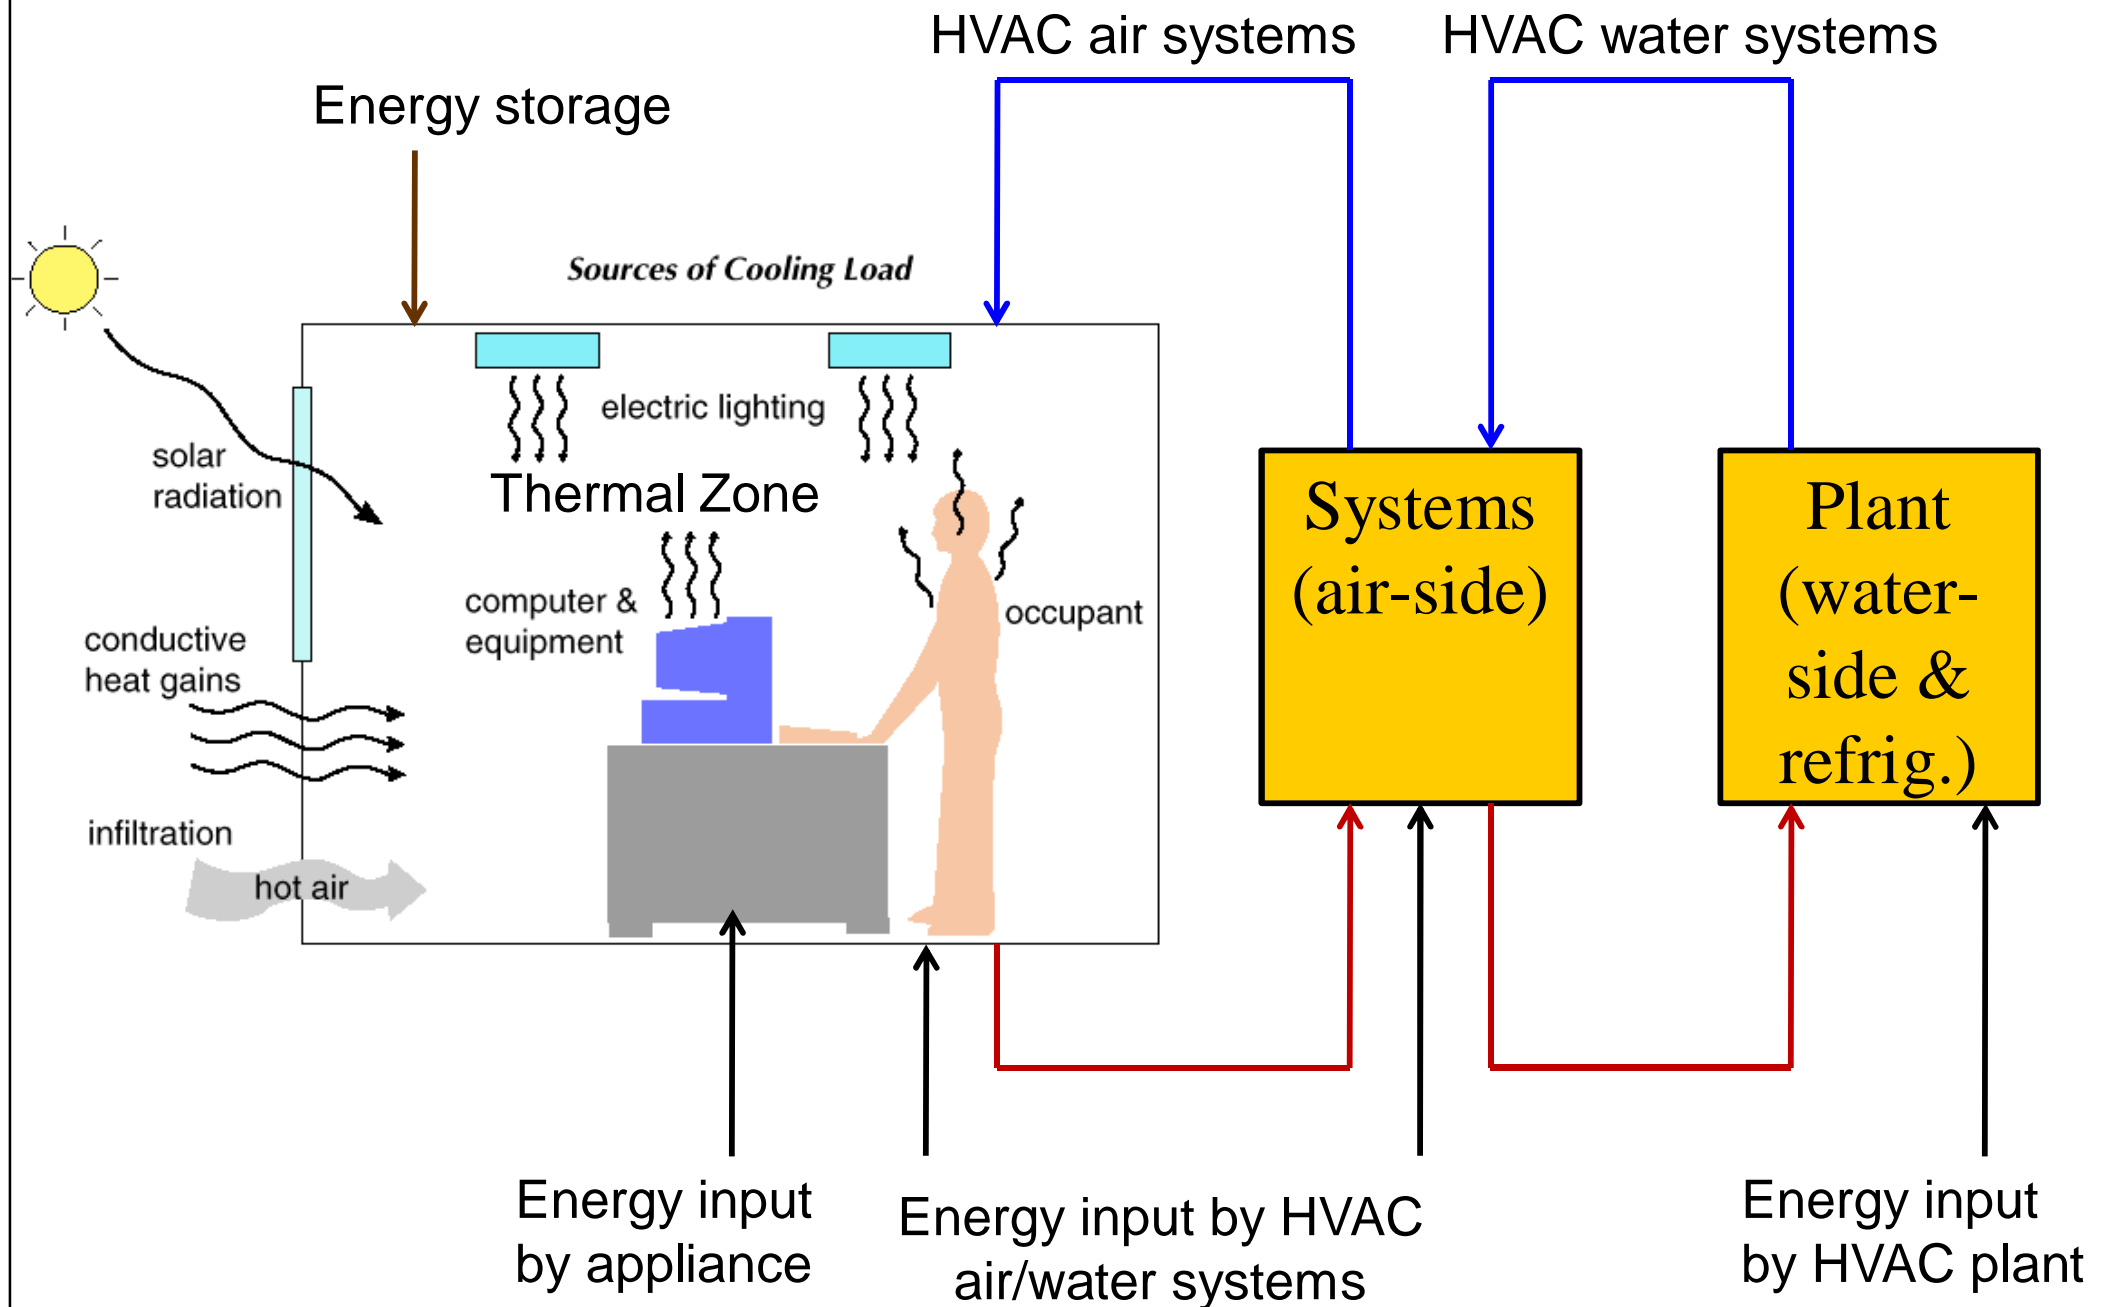 HVAC air systems
HVAC water systems
Energy storage
Sources of Cooling Load
electric lighting
solar
radiation
Thermal Zone
computer &
equipment
occupant
conductive
heat gains
infiltration
hot air
Systems
(air-side)
Plant
(water-
side &
refrig.)
Energy input
by appliance
Energy input by HVAC
air/water systems
Energy input
by HVAC plant